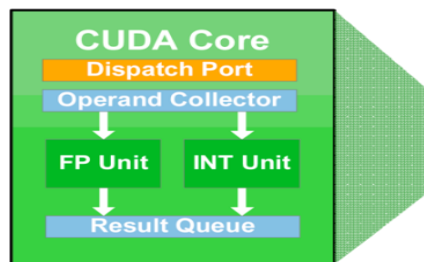 CUDA Core
Dispatch Port
Operand Collector
FP Unit INT Unit
Result Queue